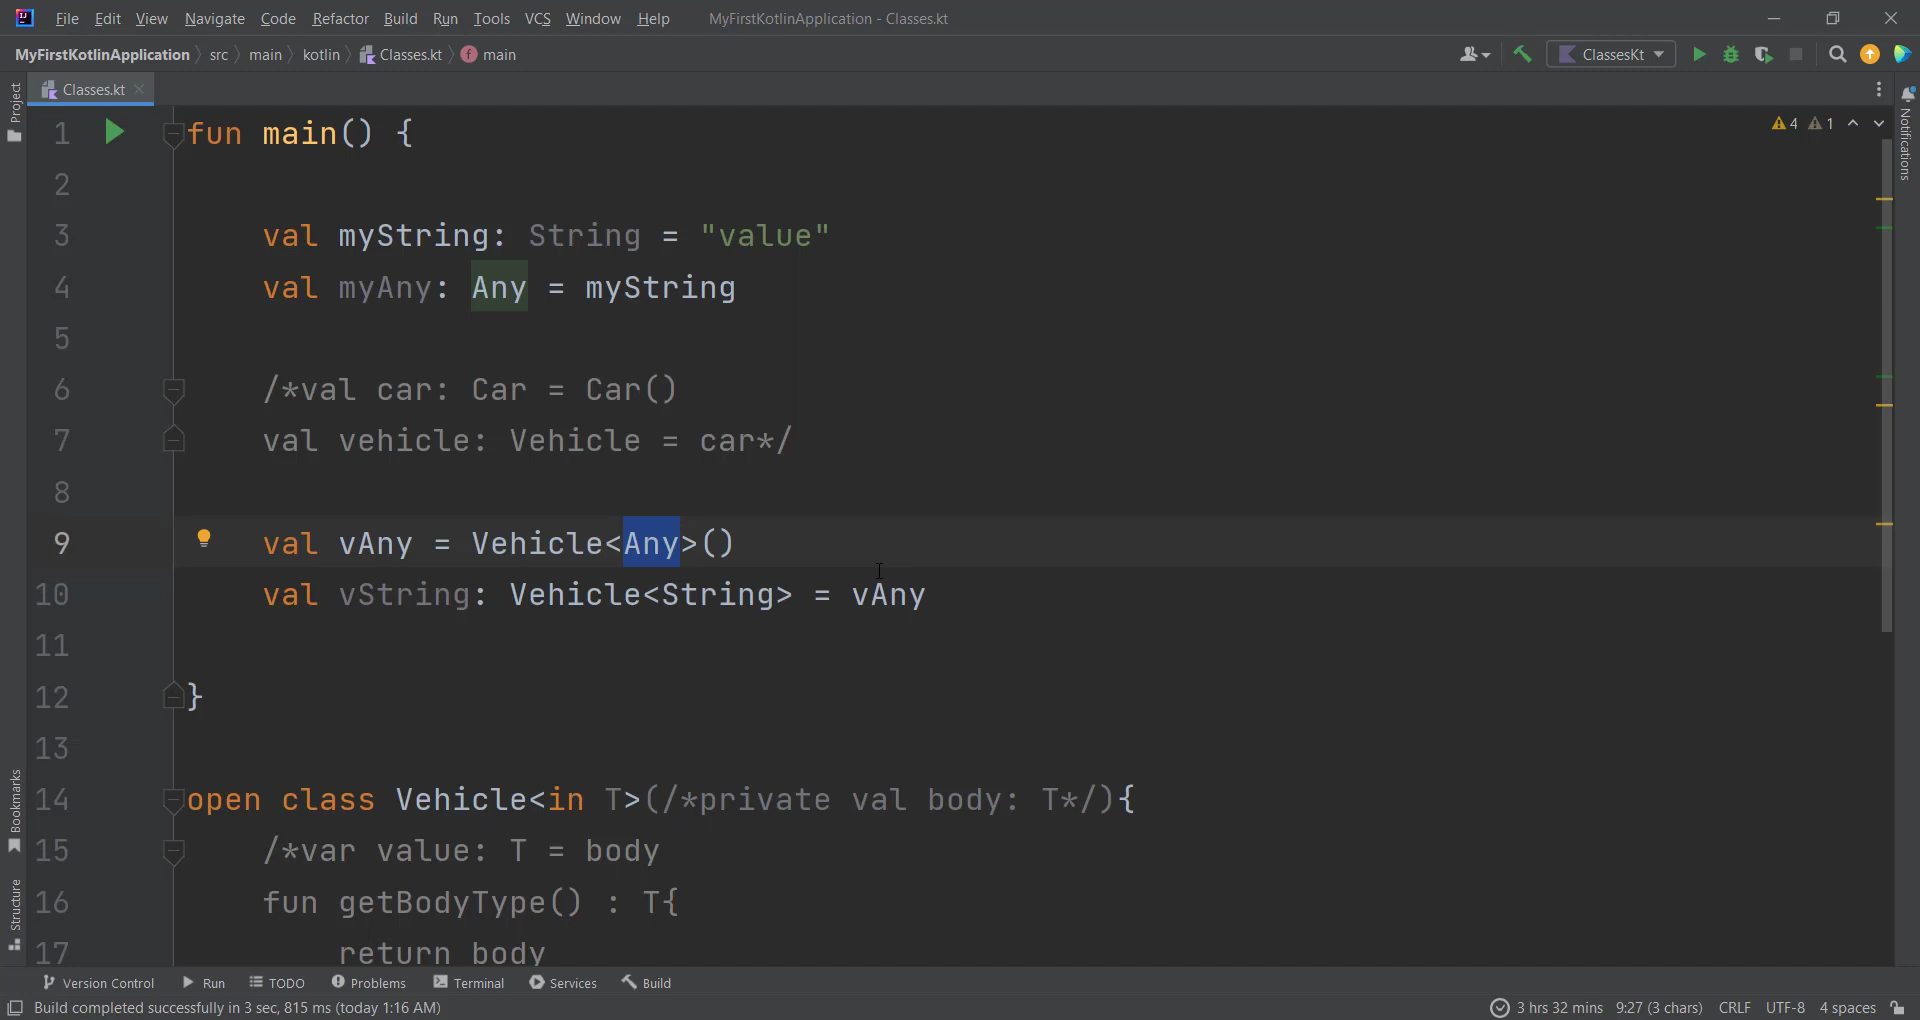 File Edit View Navigate Code Refactor Build Run Tools VCS Window Help MyFirstKotlinApplication - Classes.kt
MyFirstKotlinApplication src main kotlin Classes.kt f main ClassesKt
Classes.kt
Project
Notifications
4 1
1 fun main() {
2
3 val myString: String = "value"
4 val myAny: Any = myString
5
6 /*val car: Car = Car()
7 val vehicle: Vehicle = car*/
8
9 val vAny = Vehicle<Any>()
10 val vString: Vehicle<String> = vAny
11
12 }
13
14 open class Vehicle<in T>(/*private val body: T*/){
15 /*var value: T = body
16 fun getBodyType() : T{
17 return body
Bookmarks
Structure
Version Control Run TODO Problems Terminal Services Build
Build completed successfully in 3 sec, 815 ms (today 1:16 AM) 3 hrs 32 mins 9:27 (3 chars) CRLF UTF-8 4 spaces